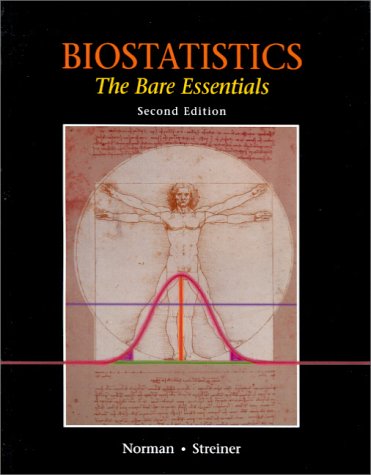 BIOSTATISTICS
The Bare Essentials
Second Edition
Norman • Streiner